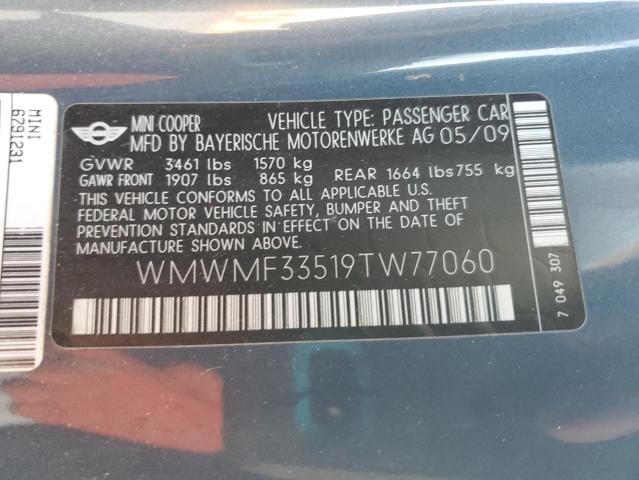 MINI COOPER
VEHICLE TYPE: PASSENGER CAR
MFD BY BAYERISCHE MOTORENWERKE AG 05/09
GVWR 3461 lbs 1570 kg
GAWR FRONT 1907 lbs 865 kg REAR 1664 lbs 755 kg
THIS VEHICLE CONFORMS TO ALL APPLICABLE U.S.
FEDERAL MOTOR VEHICLE SAFETY, BUMPER AND THEFT
PREVENTION STANDARDS IN EFFECT ON THE DATE OF
MANUFACTURE SHOWN ABOVE.
WMWMF33519TW77060
7 049 307
MINI
6791231